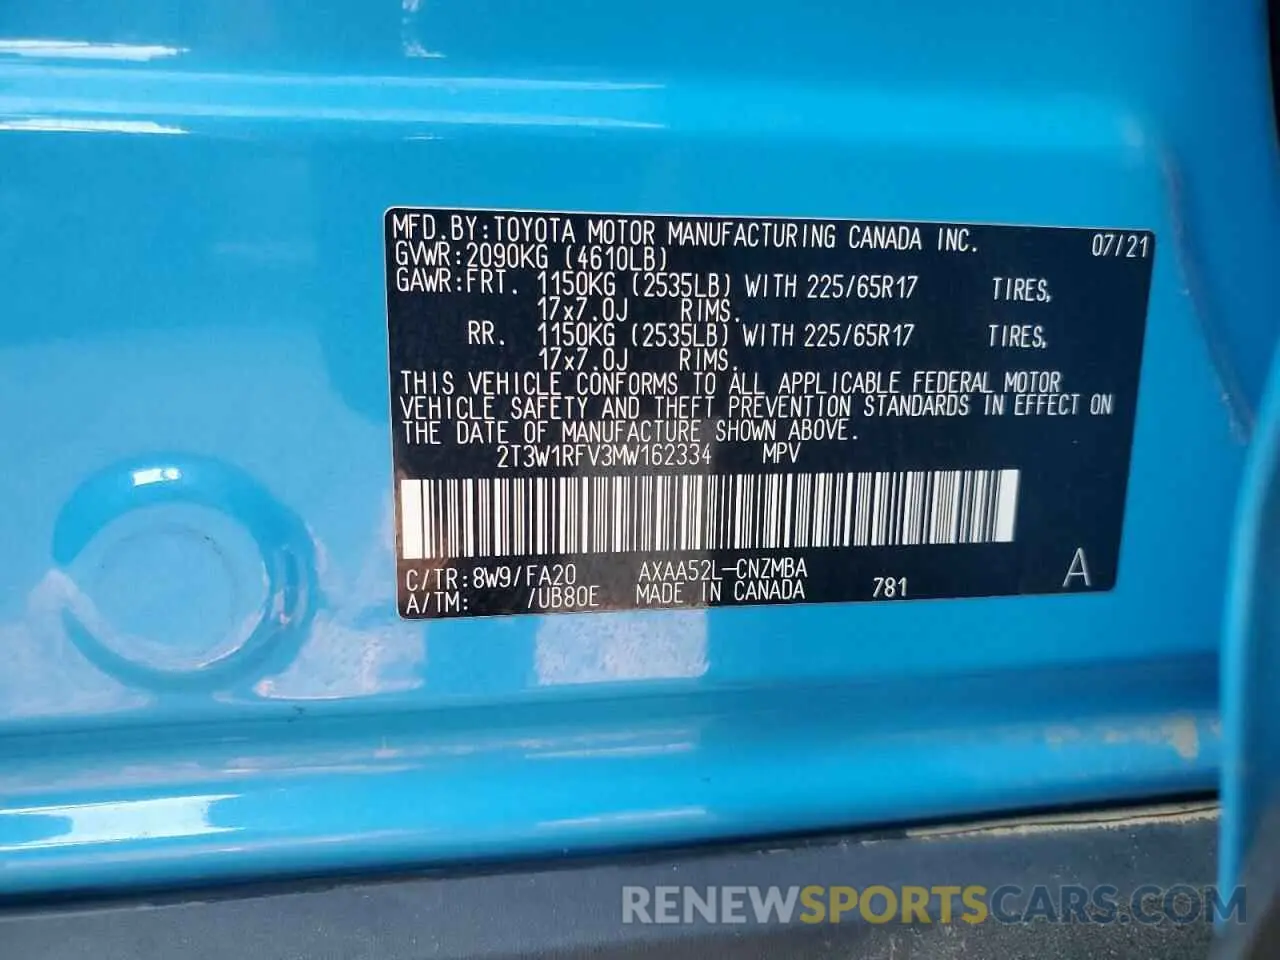 MFD.BY:TOYOTA MOTOR MANUFACTURING CANADA INC. 07/21
GVWR:2090KG (4610LB)
GAWR:FRT. 1150KG (2535LB) WITH 225/65R17 TIRES,
17x7.0J RIMS.
RR. 1150KG (2535LB) WITH 225/65R17 TIRES,
17x7.0J RIMS.
THIS VEHICLE CONFORMS TO ALL APPLICABLE FEDERAL MOTOR
VEHICLE SAFETY AND THEFT PREVENTION STANDARDS IN EFFECT ON
THE DATE OF MANUFACTURE SHOWN ABOVE.
2T3W1RFV3MW162334 MPV
C/TR:8W9/FA20 AXAA52L-CNZMBA
A/TM: /UB80E MADE IN CANADA 781 A
RENEWSPORTSCARS.COM